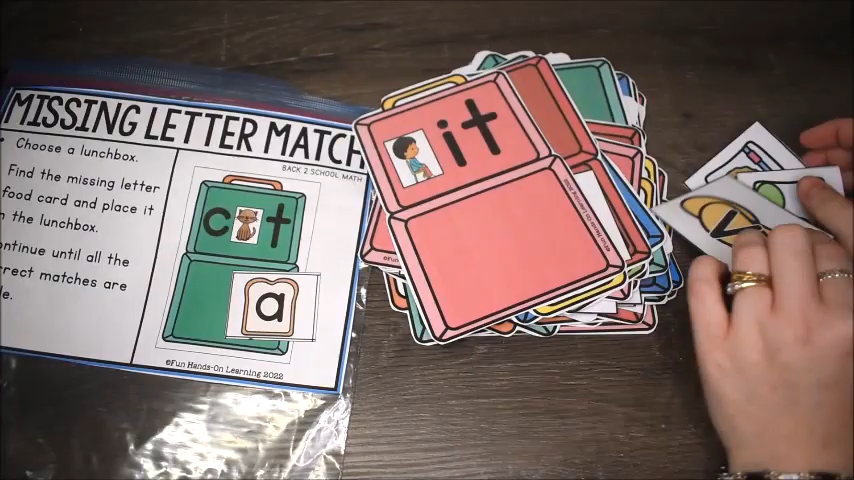 MISSING LETTER MATCH
BACK 2 SCHOOL MATH
Choose a lunchbox.
Find the missing letter
food card and place it
n the lunchbox.
ontinue until all the
rrect matches are
le.
c t
a
©Fun Hands-On Learning 2022
it
v